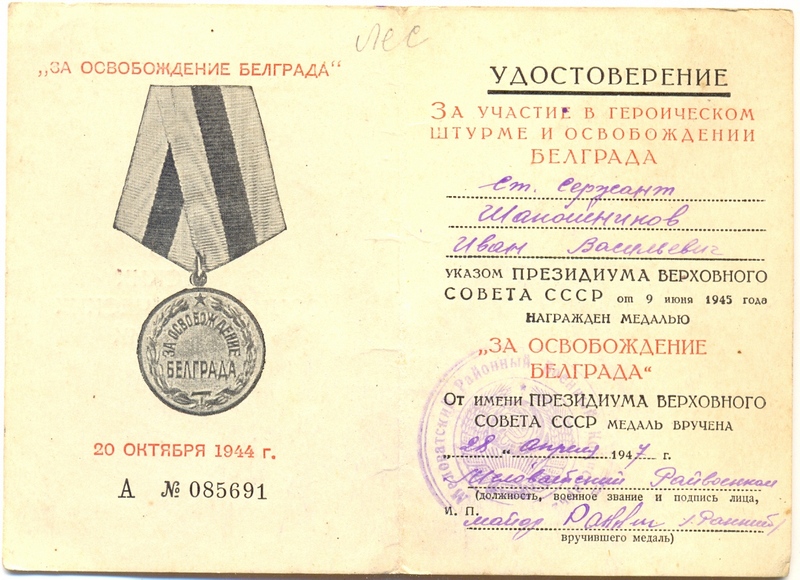 лес
„ЗА ОСВОБОЖДЕНИЕ БЕЛГРАДА“
ЗА ОСВОБОЖДЕНИЕ
БЕЛГРАДА
20 ОКТЯБРЯ 1944 г.
А № 085691
УДОСТОВЕРЕНИЕ
ЗА УЧАСТИЕ В ГЕРОИЧЕСКОМ
ШТУРМЕ И ОСВОБОЖДЕНИИ
БЕЛГРАДА
Ст. Сержант
Шапошников
Иван Васильевич
УКАЗОМ ПРЕЗИДИУМА ВЕРХОВНОГО
СОВЕТА СССР от 9 июня 1945 года
НАГРАЖДЕН МЕДАЛЬЮ
„ЗА ОСВОБОЖДЕНИЕ
БЕЛГРАДА“
От имени ПРЕЗИДИУМА ВЕРХОВНОГО
СОВЕТА СССР МЕДАЛЬ ВРУЧЕНА
„28“ апреля 1947 г.
Райвоенком
(должность, военное звание и подпись лица,
И. П.
майор
вручившего медаль)
Районный